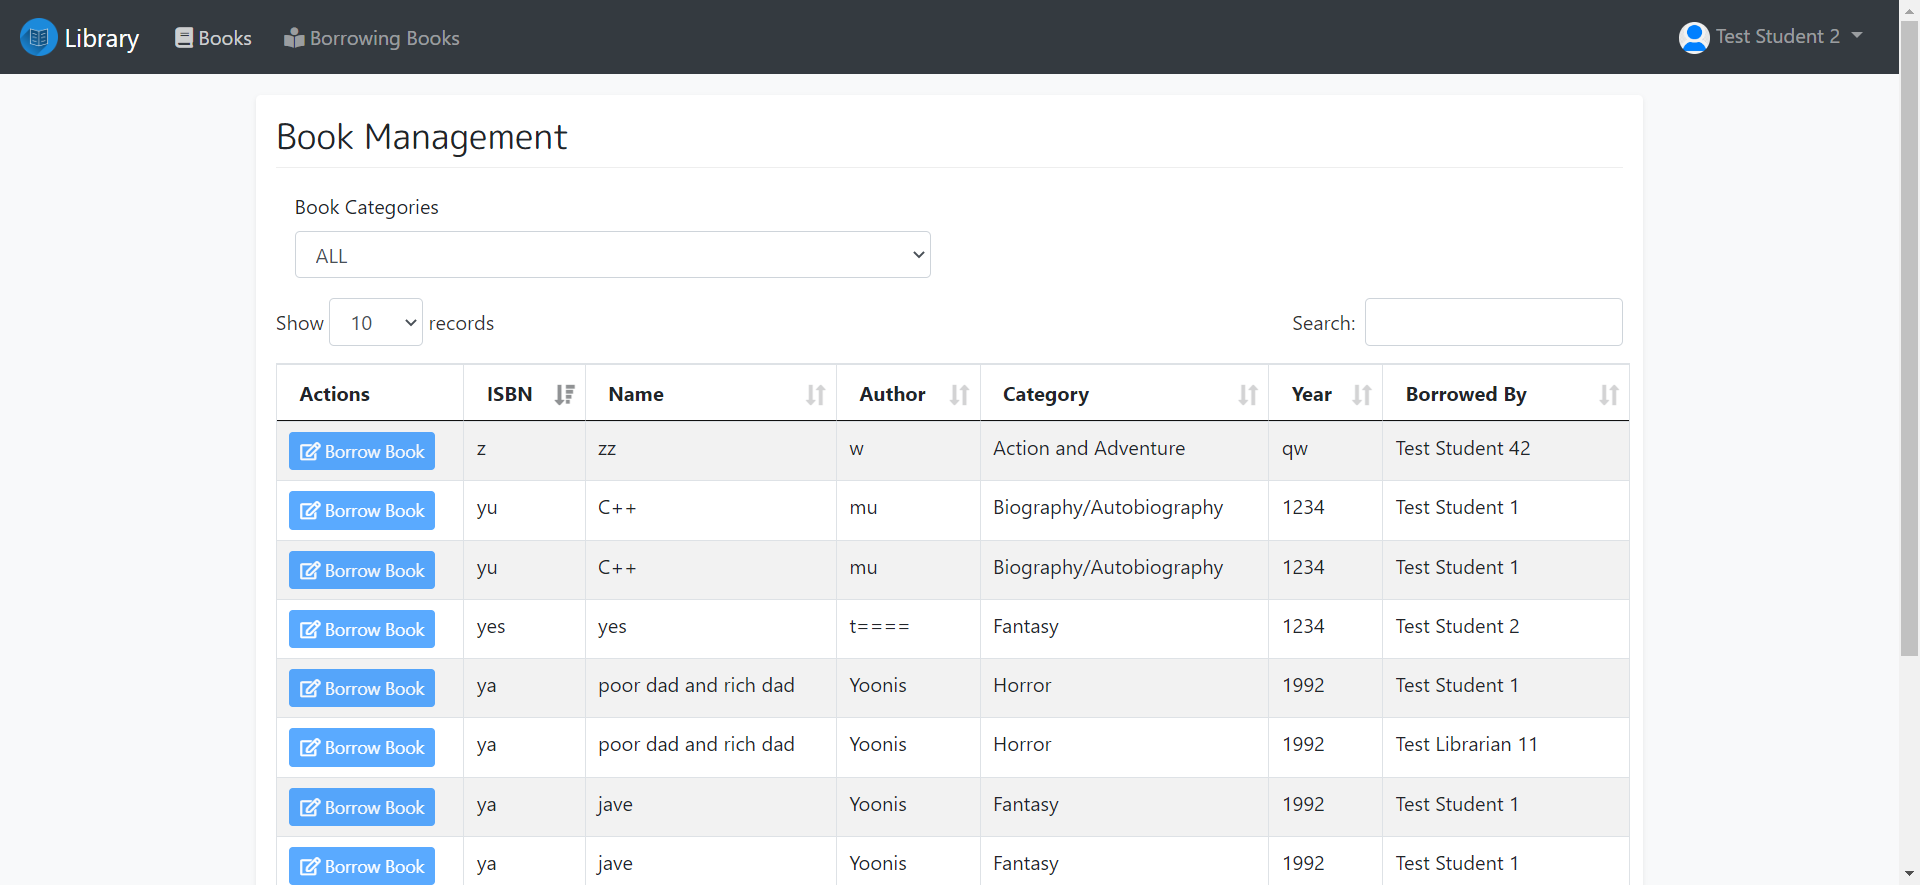 Library Books Borrowing Books Test Student 2
Book Management
Book Categories
ALL
Show 10 records Search:
Actions ISBN Name Author Category Year Borrowed By
Borrow Book z zz w Action and Adventure qw Test Student 42
Borrow Book yu C++ mu Biography/Autobiography 1234 Test Student 1
Borrow Book yu C++ mu Biography/Autobiography 1234 Test Student 1
Borrow Book yes yes t==== Fantasy 1234 Test Student 2
Borrow Book ya poor dad and rich dad Yoonis Horror 1992 Test Student 1
Borrow Book ya poor dad and rich dad Yoonis Horror 1992 Test Librarian 11
Borrow Book ya jave Yoonis Fantasy 1992 Test Student 1
Borrow Book ya jave Yoonis Fantasy 1992 Test Student 1